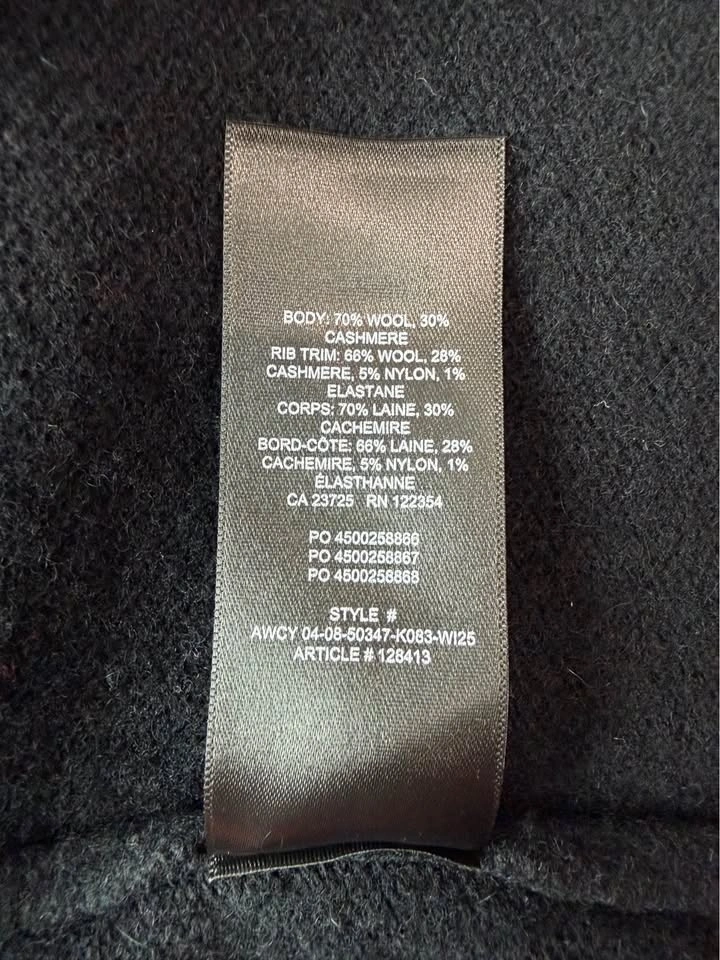 BODY: 70% WOOL, 30%
CASHMERE
RIB TRIM: 66% WOOL, 28%
CASHMERE, 5% NYLON, 1%
ELASTANE
CORPS: 70% LAINE, 30%
CACHEMIRE
BORD-CÔTE: 66% LAINE, 28%
CACHEMIRE, 5% NYLON, 1%
ÉLASTHANNE
CA 23725 RN 122354
PO 4500258866
PO 4500258867
PO 4500258868
STYLE #
AWCY 04-08-50347-K083-WI25
ARTICLE # 128413